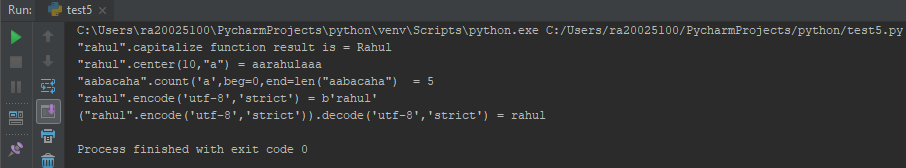 Run: test5
C:\Users\ra20025100\PycharmProjects\python\venv\Scripts\python.exe C:/Users/ra20025100/PycharmProjects/python/test5.py
"rahul".capitalize function result is = Rahul
"rahul".center(10,"a") = aarahulaaa
"aabacaha".count('a',beg=0,end=len("aabacaha")  = 5
"rahul".encode('utf-8','strict') = b'rahul'
("rahul".encode('utf-8','strict')).decode('utf-8','strict') = rahul
Process finished with exit code 0